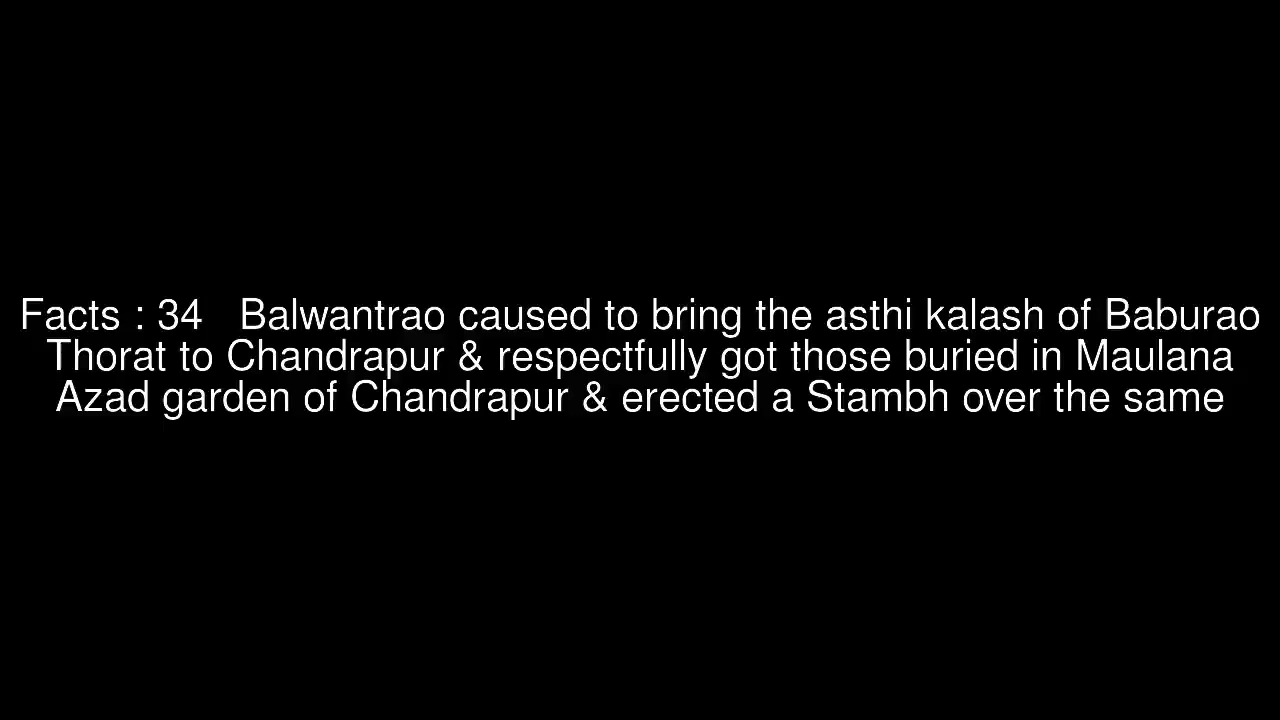 Facts : 34   Balwantrao caused to bring the asthi kalash of Baburao
Thorat to Chandrapur & respectfully got those buried in Maulana
Azad garden of Chandrapur & erected a Stambh over the same